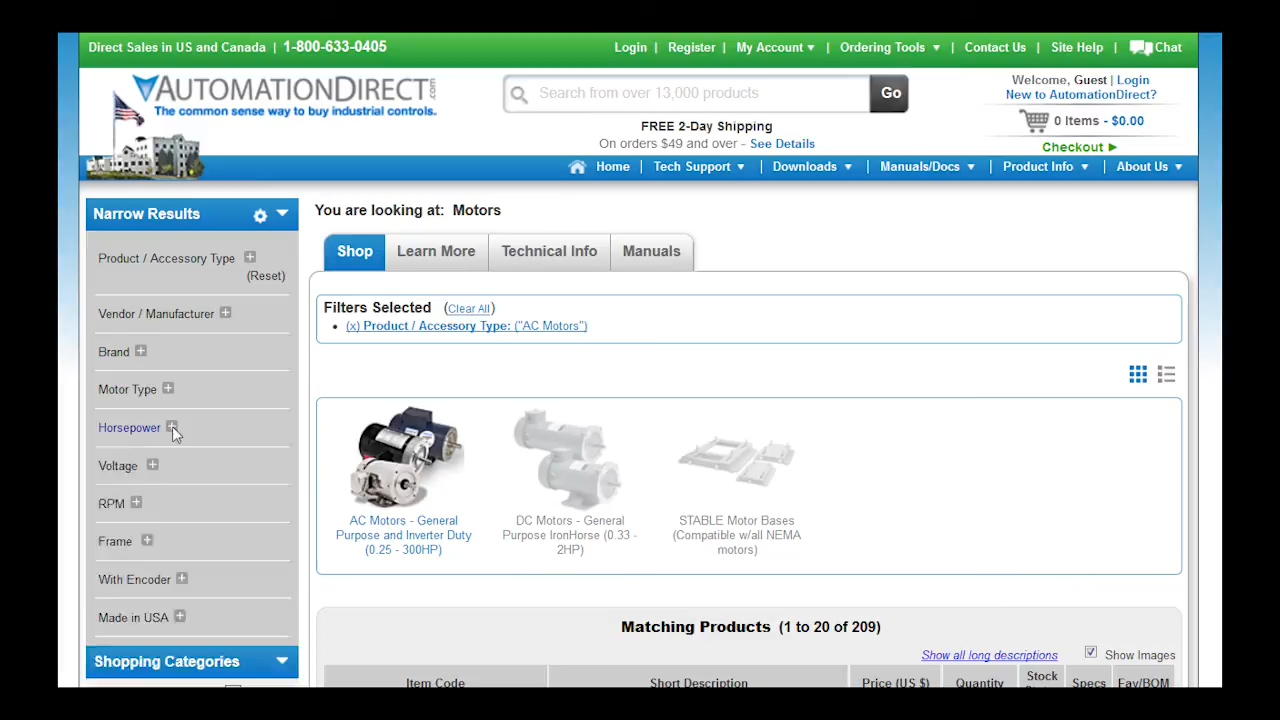 Direct Sales in US and Canada | 1-800-633-0405
Login | Register | My Account | Ordering Tools | Contact Us | Site Help | Chat
AUTOMATIONDIRECT.com
The common sense way to buy industrial controls.
Search from over 13,000 products
Go
FREE 2-Day Shipping
On orders $49 and over - See Details
Welcome, Guest | Login
New to AutomationDirect?
0 Items - $0.00
Checkout
Home | Tech Support | Downloads | Manuals/Docs | Product Info | About Us
Narrow Results
Product / Accessory Type
(Reset)
Vendor / Manufacturer
Brand
Motor Type
Horsepower
Voltage
RPM
Frame
With Encoder
Made in USA
Shopping Categories
You are looking at: Motors
Shop
Learn More
Technical Info
Manuals
Filters Selected (Clear All)
• (x) Product / Accessory Type: ("AC Motors")
AC Motors - General
Purpose and Inverter Duty
(0.25 - 300HP)
DC Motors - General
Purpose IronHorse (0.33 -
2HP)
STABLE Motor Bases
(Compatible w/all NEMA
motors)
Matching Products (1 to 20 of 209)
Show all long descriptions
Show Images
Item Code
Short Description
Price (US $)
Quantity
Stock
Specs
Fav/BOM